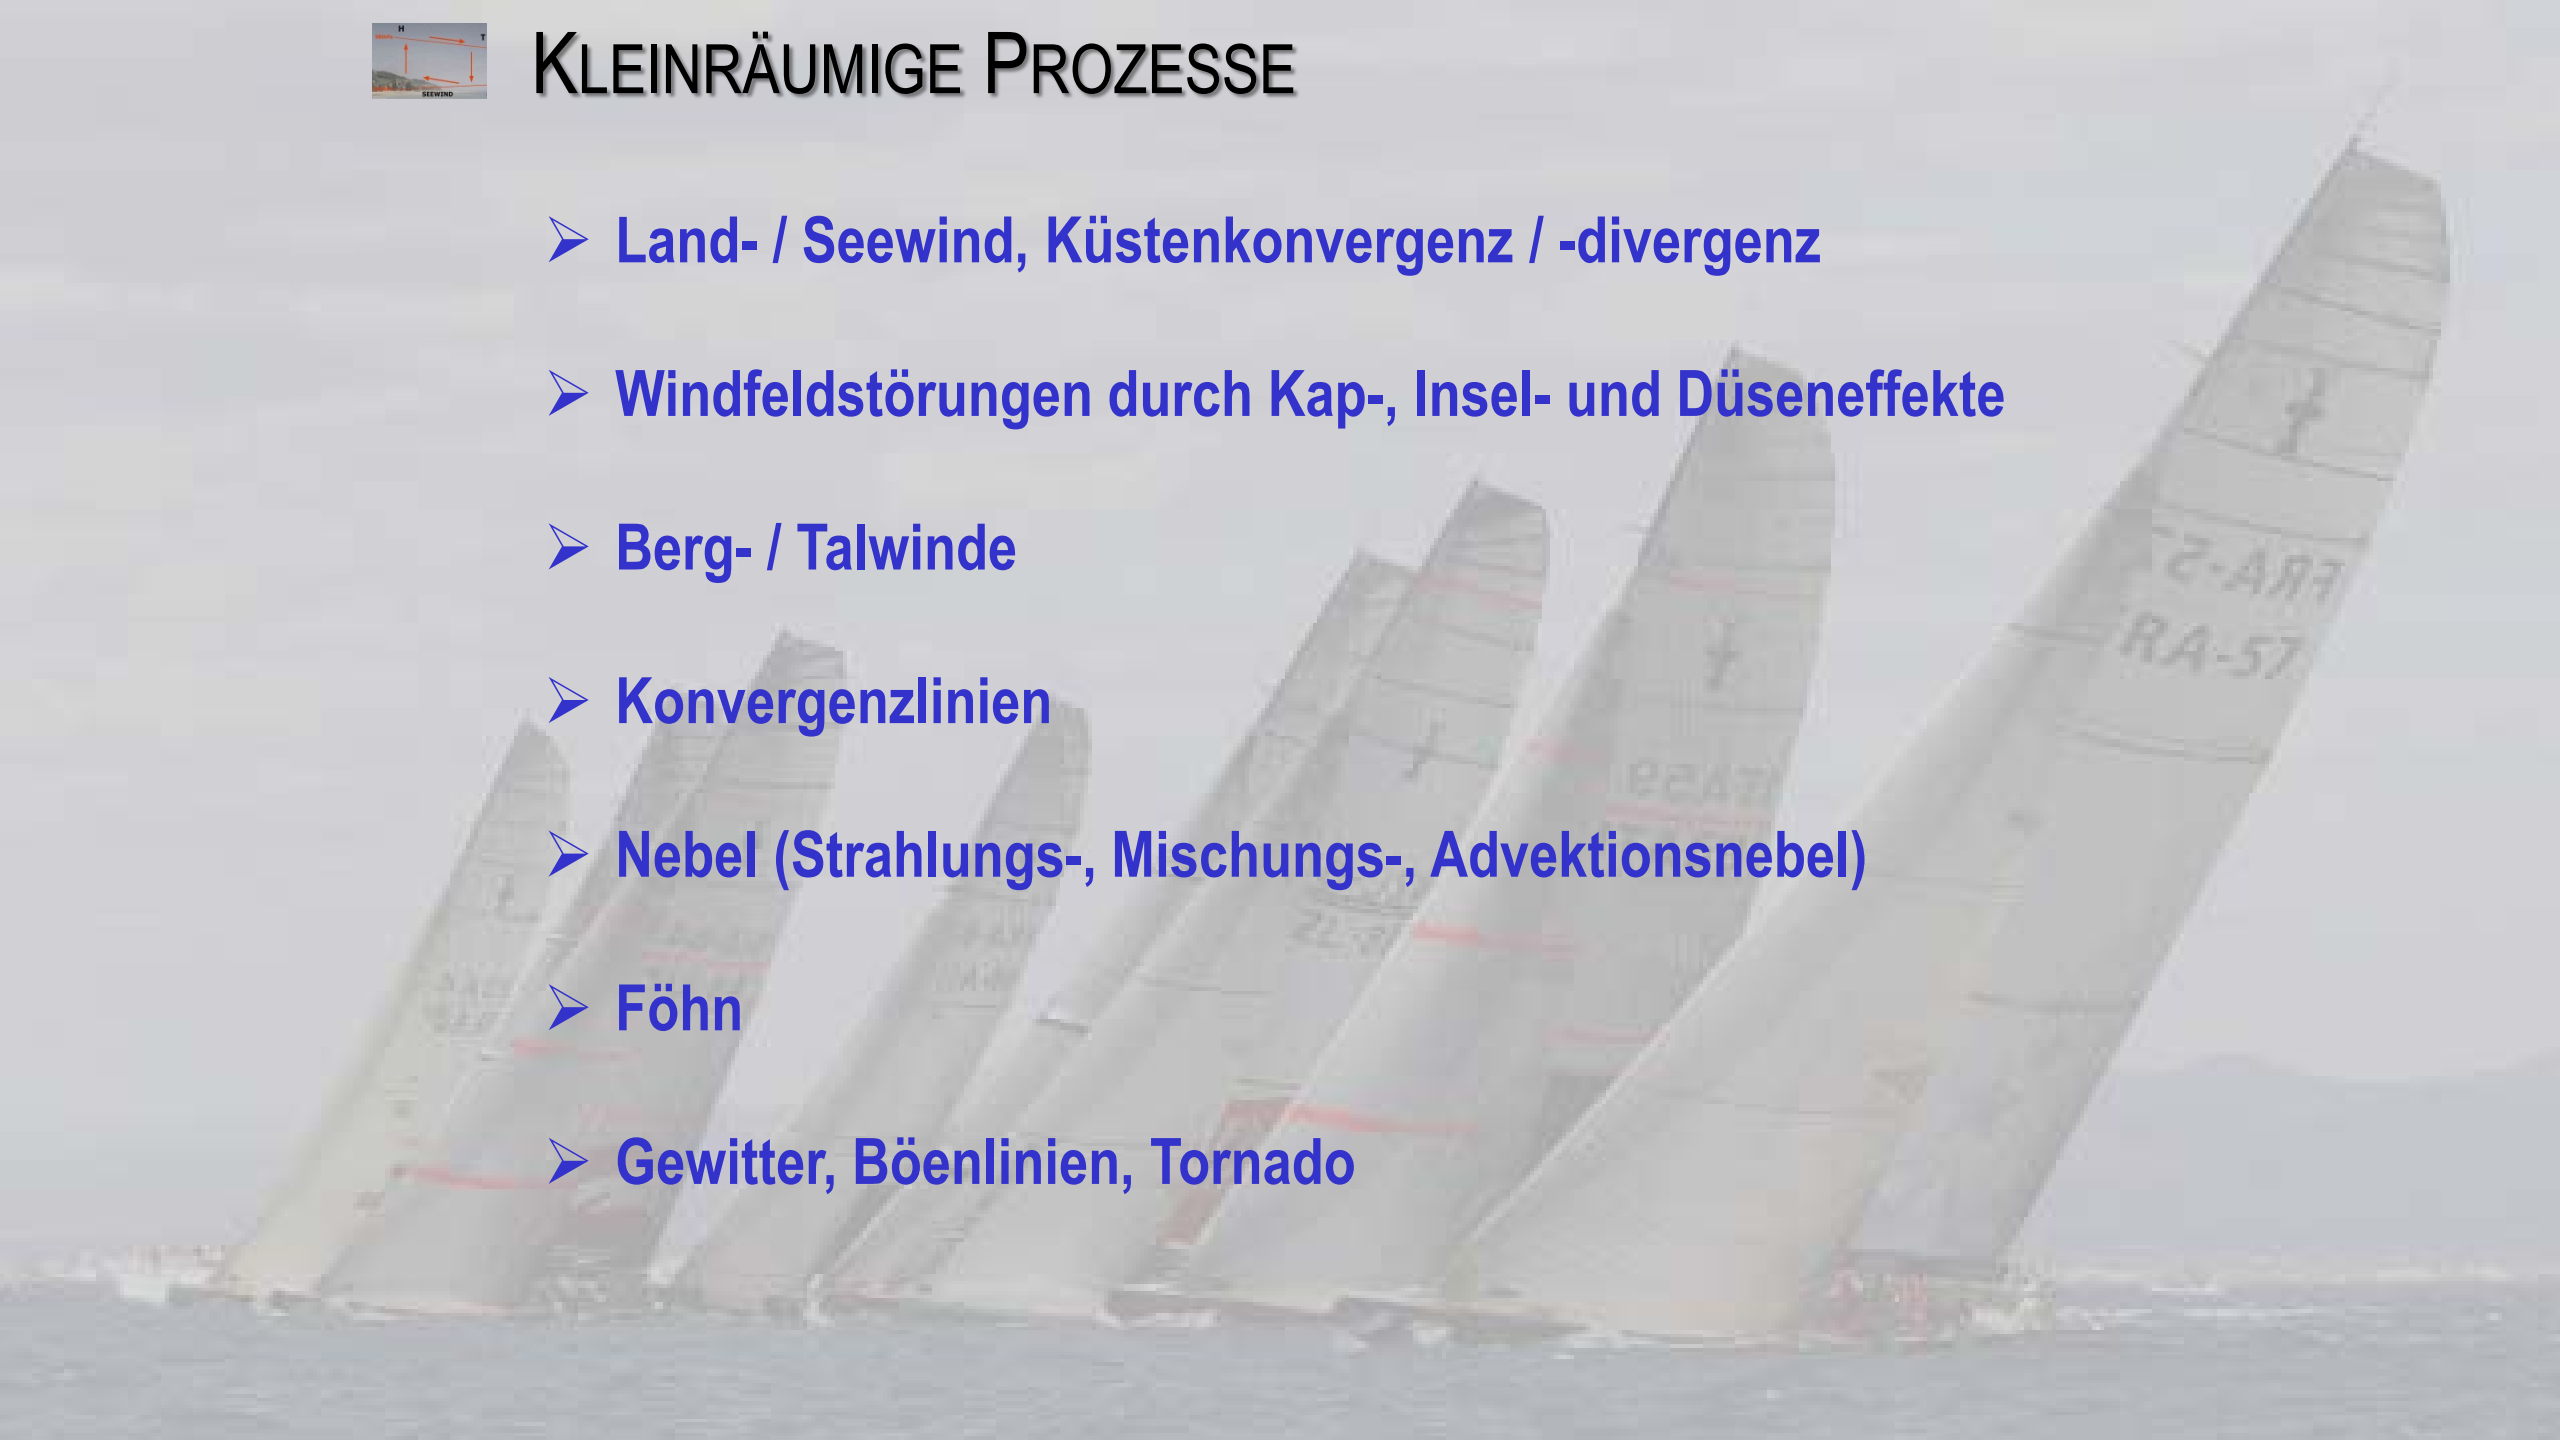 H
T
SEEWIND
KLEINRÄUMIGE PROZESSE
Land- / Seewind, Küstenkonvergenz / -divergenz
Windfeldstörungen durch Kap-, Insel- und Düseneffekte
Berg- / Talwinde
Konvergenzlinien
Nebel (Strahlungs-, Mischungs-, Advektionsnebel)
Föhn
Gewitter, Böenlinien, Tornado